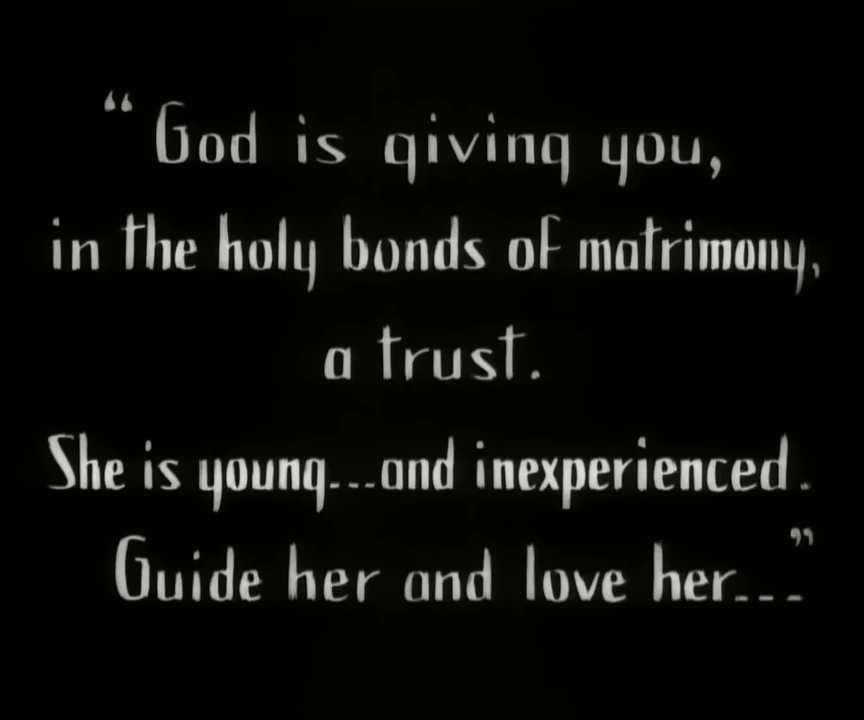 “God is giving you,
in the holy bonds of matrimony,
a trust.
She is young---and inexperienced.
Guide her and love her---”